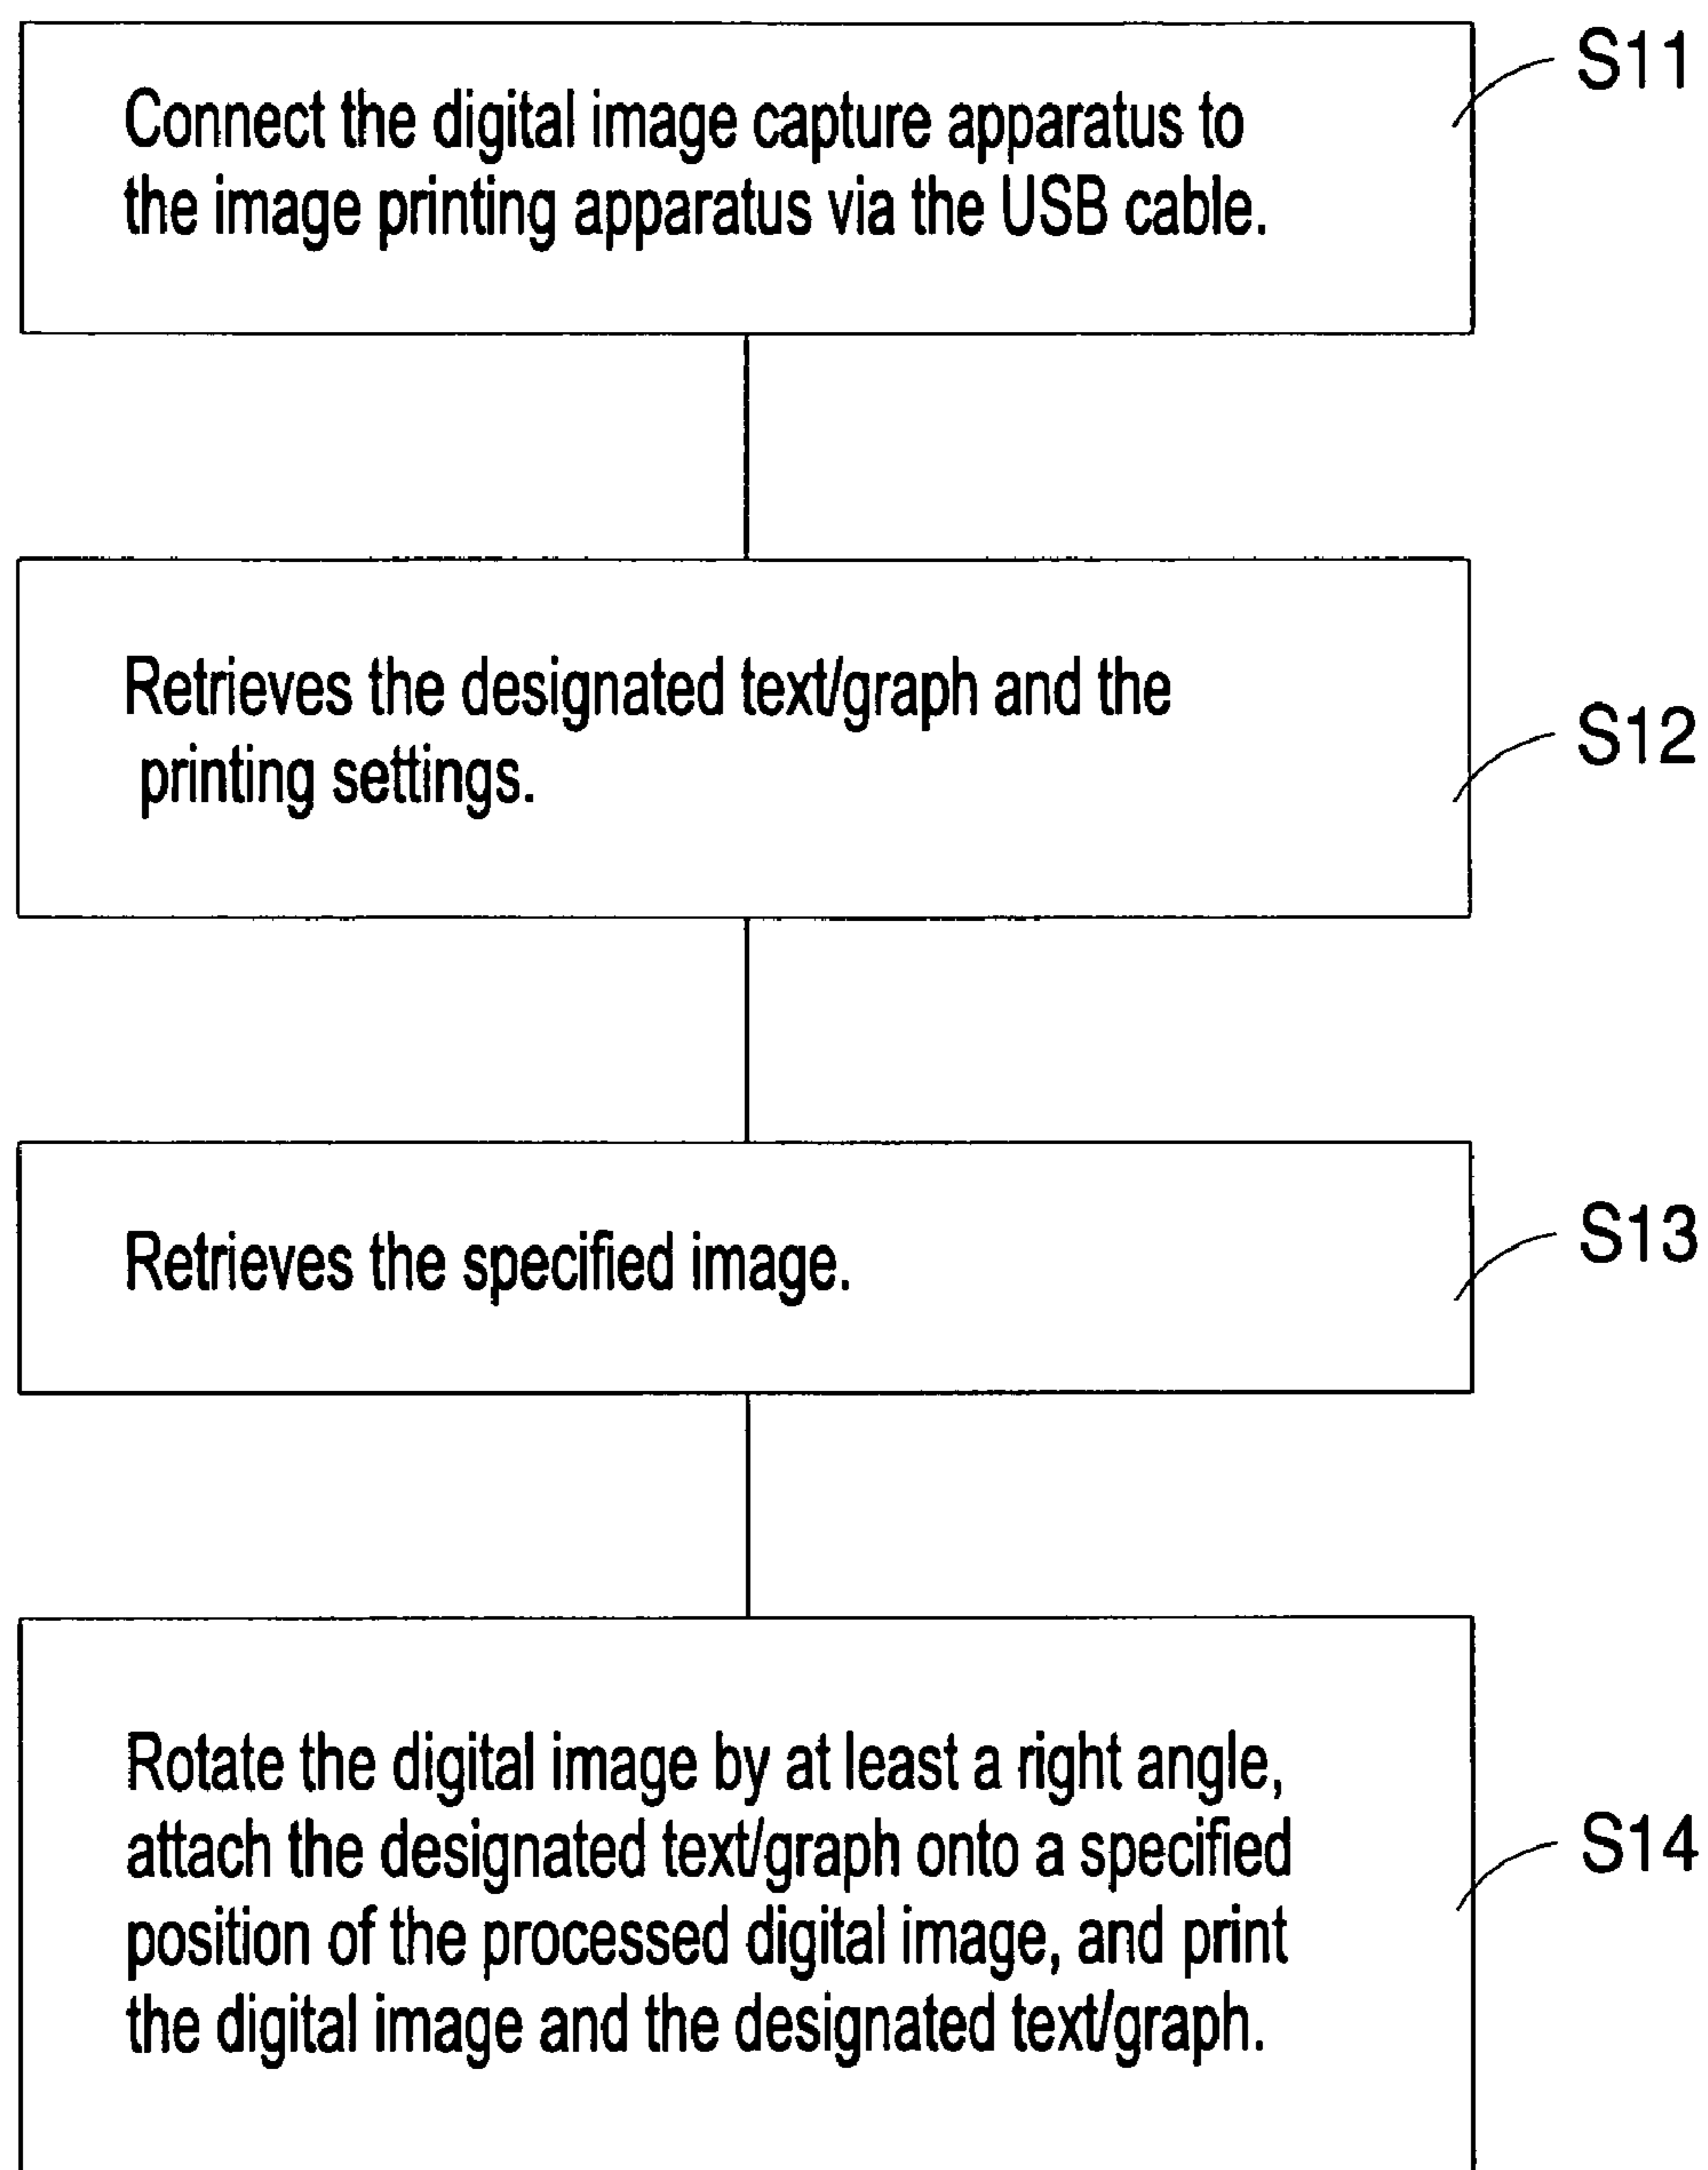 S11
Connect the digital image capture apparatus to
the image printing apparatus via the USB cable.
Retrieves the designated text/graph and the
printing settings.
S12
Retrieves the specified image.
S13
Rotate the digital image by at least a right angle,
attach the designated text/graph onto a specified
position of the processed digital image, and print
the digital image and the designated text/graph.
S14